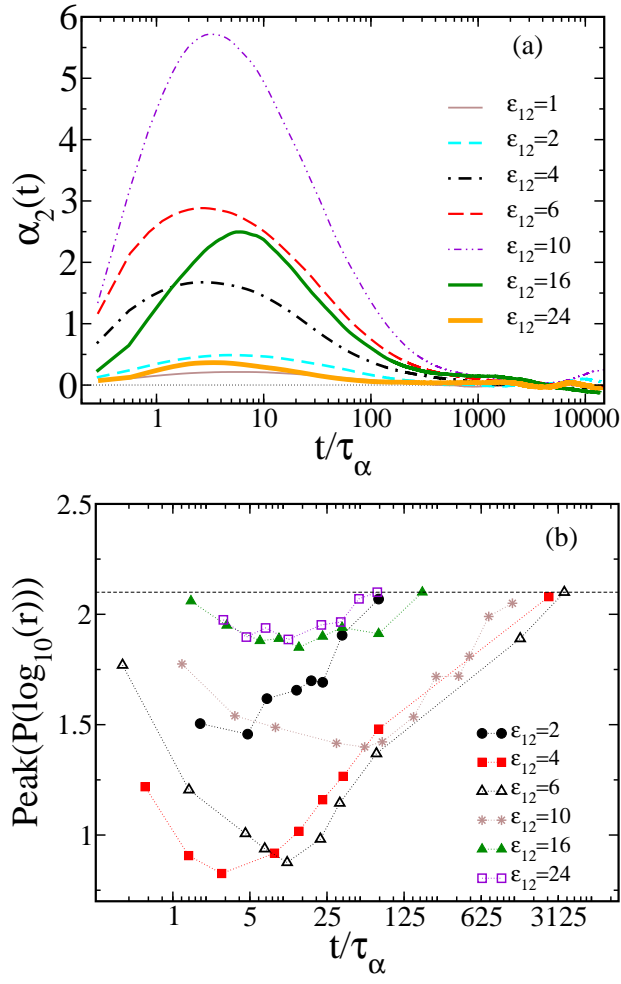 (a)
6
5
4
3
2
1
0
α₂(t)
ε₁₂=1
ε₁₂=2
ε₁₂=4
ε₁₂=6
ε₁₂=10
ε₁₂=16
ε₁₂=24
1 10 100 1000 10000
t/τ_α
(b)
2.5
2
1.5
1
Peak(P(log₁₀(r)))
ε₁₂=2
ε₁₂=4
ε₁₂=6
ε₁₂=10
ε₁₂=16
ε₁₂=24
1 5 25 125 625 3125
t/τ_α